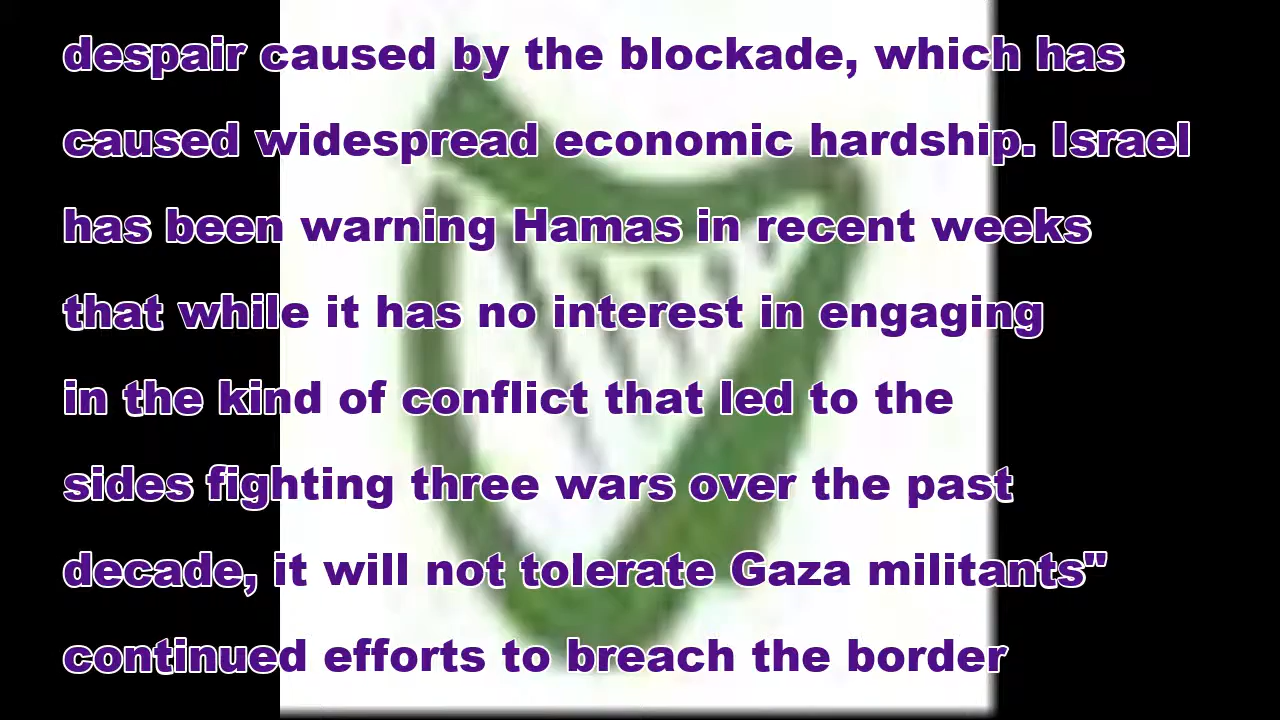 despair caused by the blockade, which has
caused widespread economic hardship. Israel
has been warning Hamas in recent weeks
that while it has no interest in engaging
in the kind of conflict that led to the
sides fighting three wars over the past
decade, it will not tolerate Gaza militants"
continued efforts to breach the border